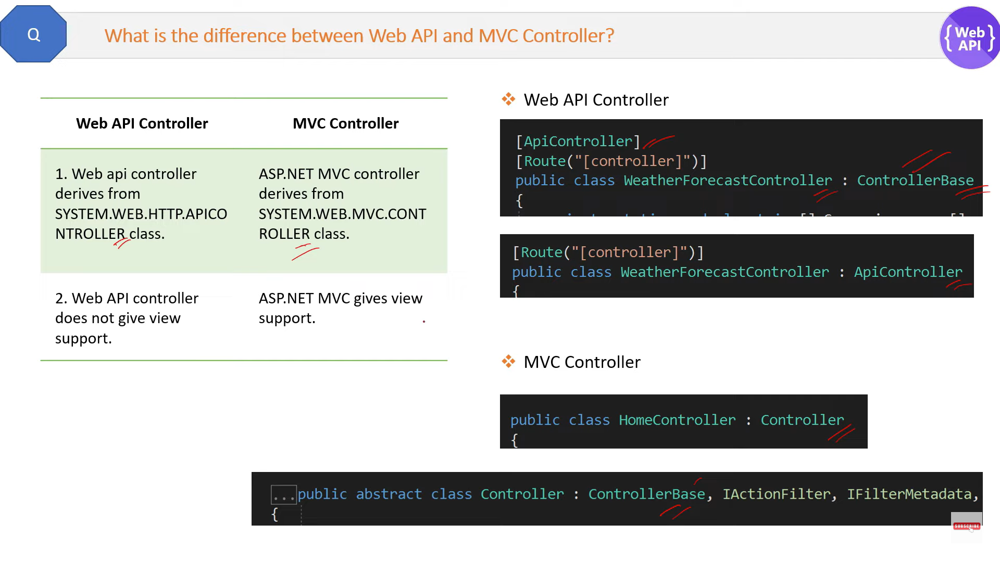 Q
What is the difference between Web API and MVC Controller?
{Web
API}
Web API Controller
MVC Controller
1. Web api controller
derives from
SYSTEM.WEB.HTTP.APICO
NTROLLER class.
ASP.NET MVC controller
derives from
SYSTEM.WEB.MVC.CONT
ROLLER class.
2. Web API controller
does not give view
support.
ASP.NET MVC gives view
support.
Web API Controller
[ApiController]
[Route("[controller]")]
public class WeatherForecastController : ControllerBase
{
[Route("[controller]")]
public class WeatherForecastController : ApiController
{
MVC Controller
public class HomeController : Controller
{
...public abstract class Controller : ControllerBase, IActionFilter, IFilterMetadata,
{
SUBSCRIBE